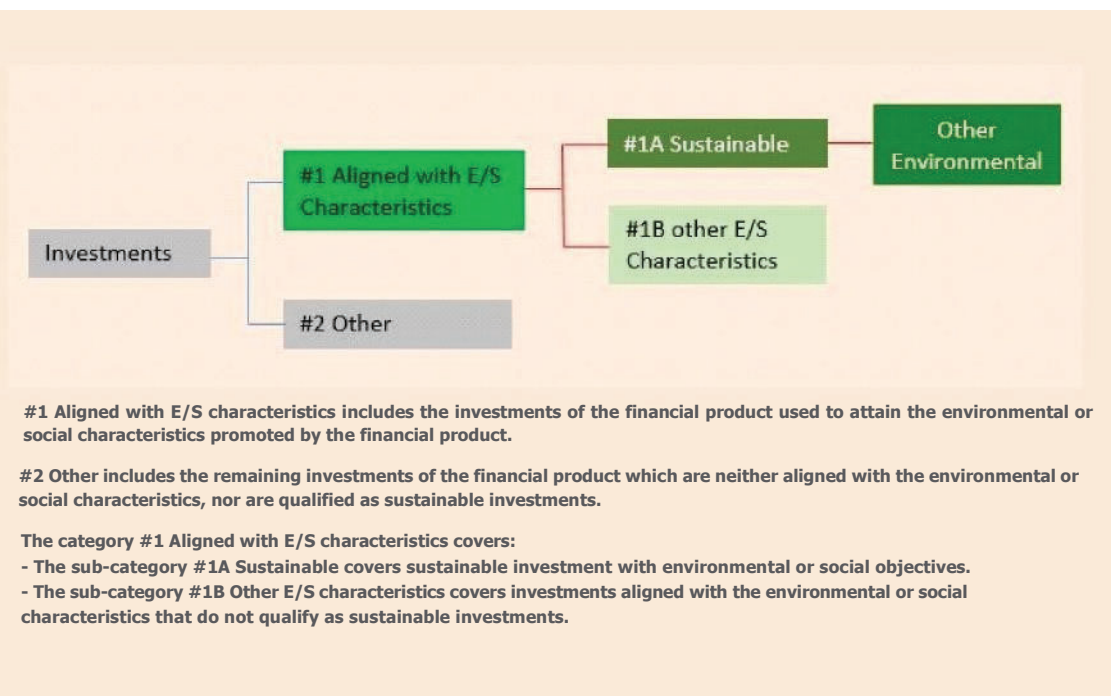 Other
Environmental
#1A Sustainable
#1 Aligned with E/S
Characteristics
#1B other E/S
Characteristics
Investments
#2 Other
#1 Aligned with E/S characteristics includes the investments of the financial product used to attain the environmental or
social characteristics promoted by the financial product.
#2 Other includes the remaining investments of the financial product which are neither aligned with the environmental or
social characteristics, nor are qualified as sustainable investments.
The category #1 Aligned with E/S characteristics covers:
- The sub-category #1A Sustainable covers sustainable investment with environmental or social objectives.
- The sub-category #1B Other E/S characteristics covers investments aligned with the environmental or social
characteristics that do not qualify as sustainable investments.